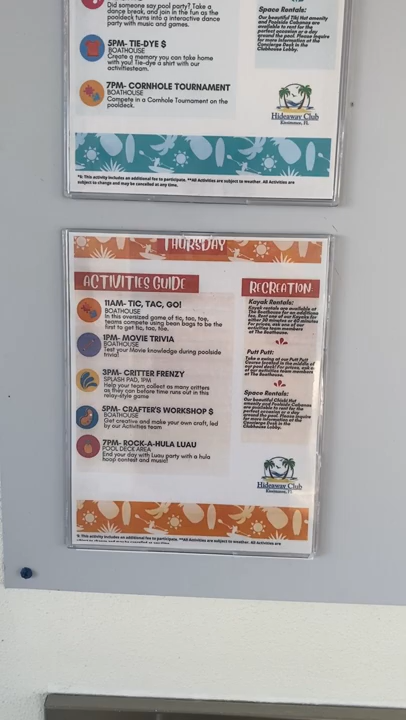 Did someone say pool party? Take a
dance break, and join in the fun as the
pooldeck turns into a interactive dance
party with music and games.
5PM- TIE-DYE $
BOATHOUSE
Create a memory you can take home
with you! Tie-dye a shirt with our
activitiesteam.
7PM- CORNHOLE TOURNAMENT
BOATHOUSE
Compete in a Cornhole Tournament on the
pooldeck.
Space Rentals:
Our beautiful Tiki Hut amenity
and Poolside Cabanas are
available to rent for the
perfect occasion or a day
around the pool. Please inquire
for more information at the
Concierge Desk in the
Clubhouse Lobby.
Hideaway Club
Kissimmee, FL
*$: This activity includes an additional fee to participate. **All Activities are subject to weather. All Activities are
subject to change and may be cancelled at any time.
THURSDAY
ACTIVITIES GUIDE
11AM- TIC, TAC, GO!
BOATHOUSE
In this oversized game of tic, tac, toe,
teams compete using bean bags to be the
first to get tic, tac, toe.
1PM- MOVIE TRIVIA
BOATHOUSE
Test your Movie knowledge during poolside
trivia!
3PM- CRITTER FRENZY
SPLASH PAD, 1PM
Help your team collect as many critters
as they can before time runs out in this
relay-style game
5PM- CRAFTER'S WORKSHOP $
BOATHOUSE
Get creative and make your own craft, led
by our Activities team
7PM- ROCK-A-HULA LUAU
POOL DECK AREA
End your day with Luau party with a hula
hoop contest and music!
RECREATION
Kayak Rentals:
Kayak rentals are available at
The Boathouse for an additional
fee. Rent one of our Kayaks for
either 30 minutes or 60 minutes
For prices, ask one of our
activities team members
at The Boathouse.
Putt Putt:
Take a swing at our Putt Putt
Course located in the middle of
our pool deck! For prices, ask a
of our activities team members
at The Boathouse.
Space Rentals:
Our beautiful
amenity and Poolside Cabanas
are available to rent for the
perfect occasion or a day
around the pool. Please inquire
for more information at the
Concierge Desk in the
Clubhouse Lobby.
Hideaway Club
Kissimmee, FL
*$: This activity includes an additional fee to participate. **All Activities are subject to weather. All Activities are